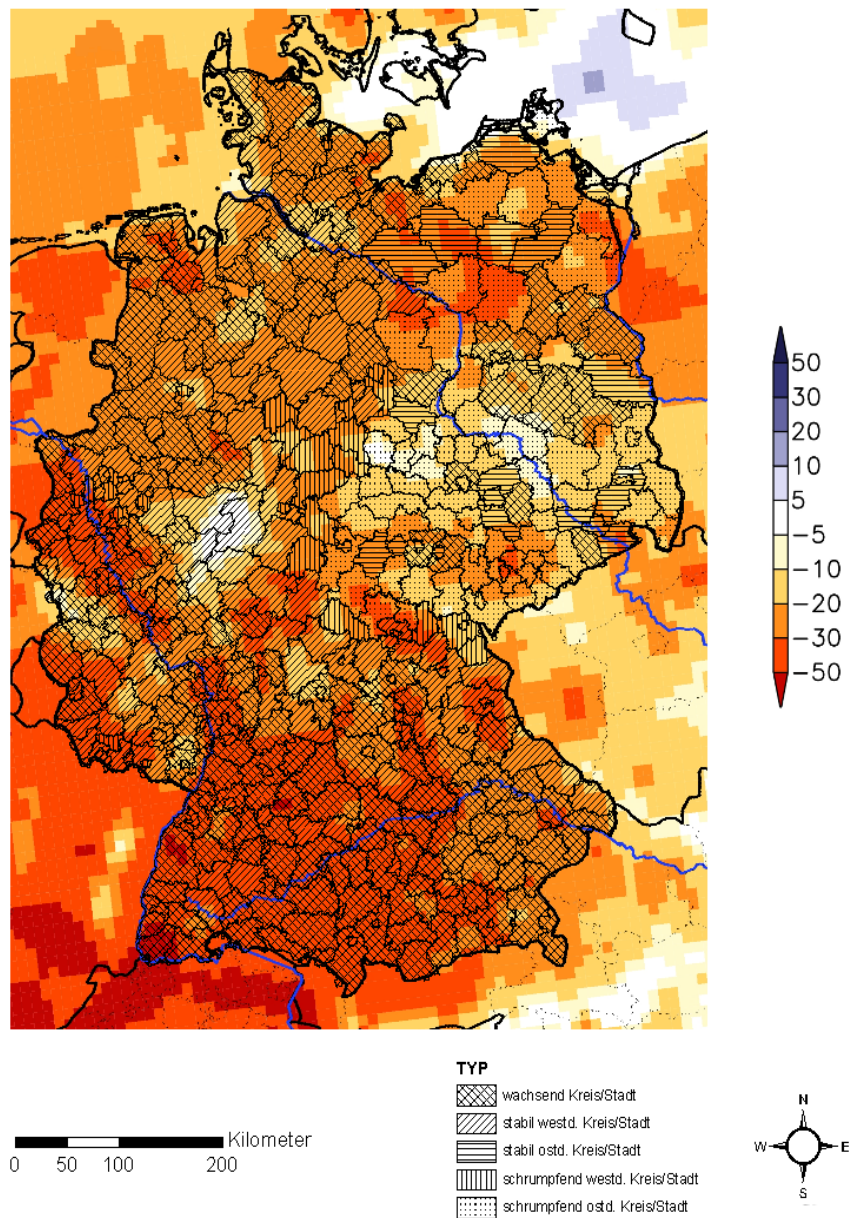 50
30
20
10
5
−5
−10
−20
−30
−50
TYP
wachsend Kreis/Stadt
stabil westd. Kreis/Stadt
stabil ostd. Kreis/Stadt
schrumpfend westd. Kreis/Stadt
schrumpfend ostd. Kreis/Stadt
Kilometer
0 50 100 200
N
W E
S